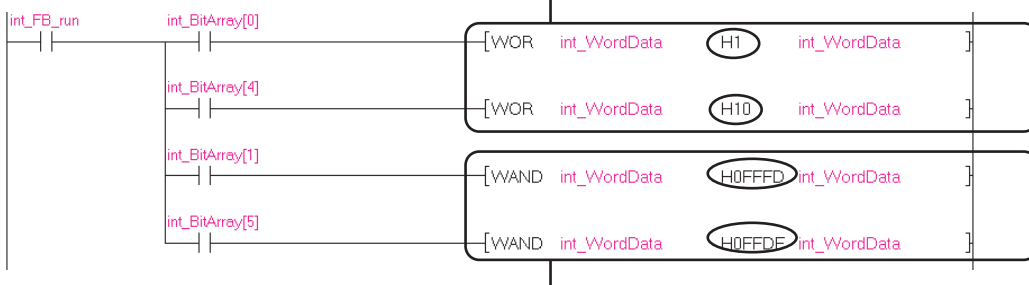 int_FB_run int_BitArray[0]
[WOR int_WordData H1 int_WordData ]
int_BitArray[4]
[WOR int_WordData H10 int_WordData ]
int_BitArray[1]
[WAND int_WordData H0FFFD int_WordData ]
int_BitArray[5]
[WAND int_WordData H0FFDF int_WordData ]